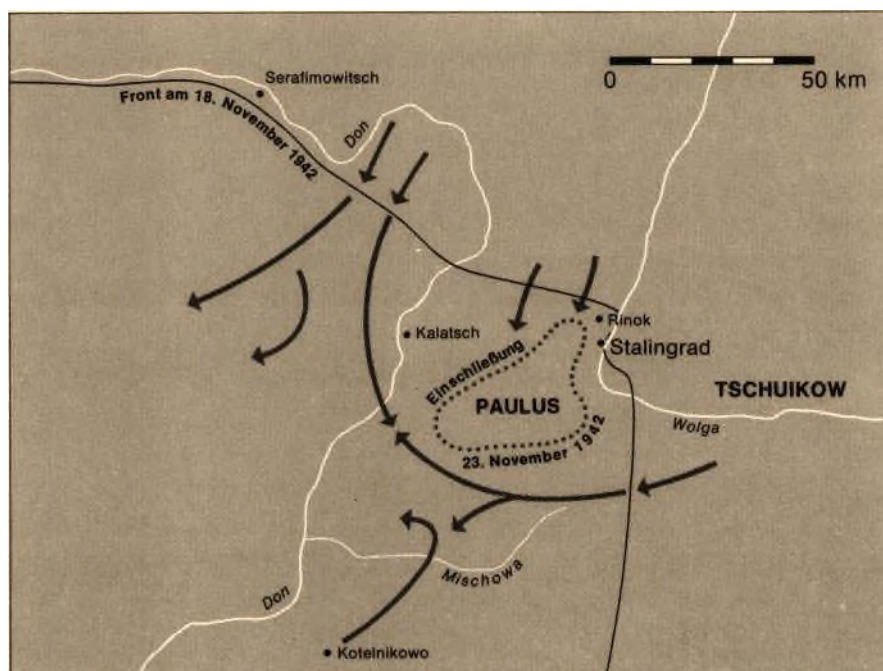 Serafimowitsch
0 50 km
Front am 18. November 1942
Don
Rinok
Kalatsch
Stalingrad
Einschließung
TSCHUIKOW
PAULUS
Wolga
23. November 1942
Mischowa
Don
Kotelnikowo